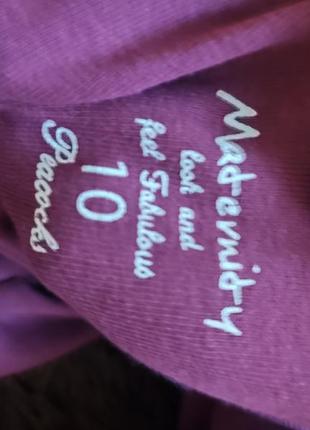 Maternity
look and
feel Fabulous
10
Peacocks